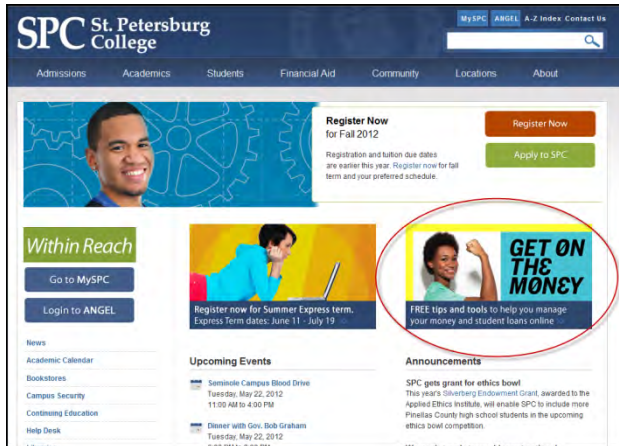 MySPC ANGEL A-Z Index Contact Us
SPC St. Petersburg
College
Admissions Academics Students Financial Aid Community Locations About
Register Now
for Fall 2012
Registration and tuition due dates
are earlier this year. Register now for fall
term and your preferred schedule.
Register Now
Apply to SPC
Within Reach
Go to MySPC
Login to ANGEL
Register now for Summer Express term.
Express Term dates: June 11 - July 19
GET ON
THE
MONEY
FREE tips and tools to help you manage
your money and student loans online
News
Academic Calendar
Bookstores
Campus Security
Continuing Education
Help Desk
Upcoming Events
Seminole Campus Blood Drive
Tuesday, May 22, 2012
11:00 AM to 4:00 PM
Dinner with Gov. Bob Graham
Tuesday, May 22, 2012
Announcements
SPC gets grant for ethics bowl
This year's Silverberg Endowment Grant, awarded to the
Applied Ethics Institute, will enable SPC to include more
Pinellas County high school students in the upcoming
ethics bowl competition.